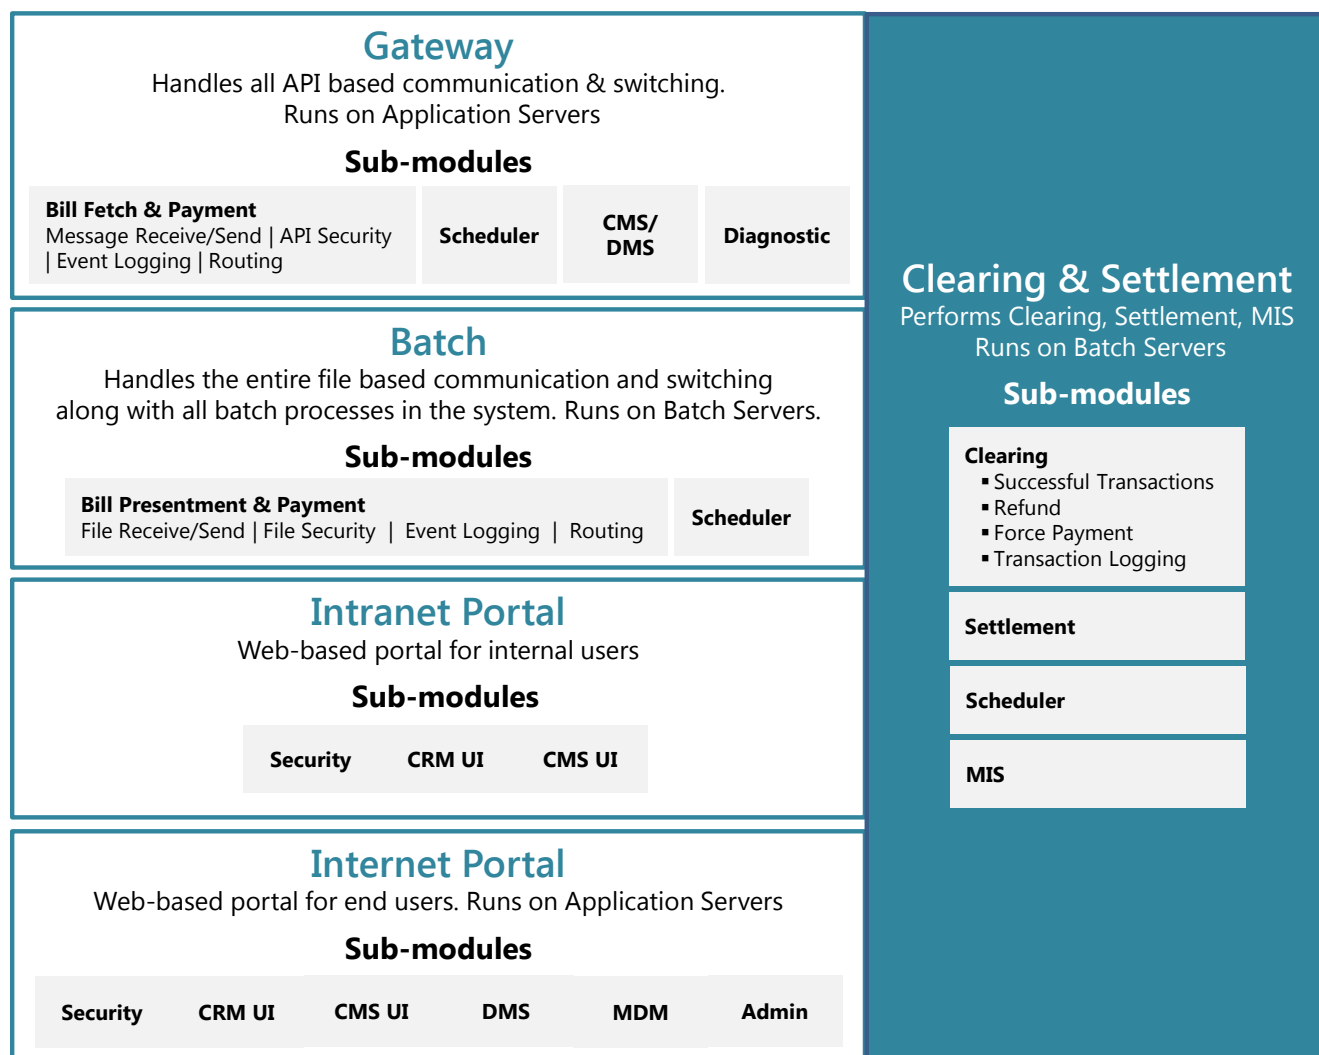 Gateway
Handles all API based communication & switching.
Runs on Application Servers
Sub-modules
Bill Fetch & Payment
Message Receive/Send | API Security
| Event Logging | Routing
Scheduler
CMS/
DMS
Diagnostic
Batch
Handles the entire file based communication and switching
along with all batch processes in the system. Runs on Batch Servers.
Sub-modules
Bill Presentment & Payment
File Receive/Send | File Security | Event Logging | Routing
Scheduler
Intranet Portal
Web-based portal for internal users
Sub-modules
Security CRM UI CMS UI
Internet Portal
Web-based portal for end users. Runs on Application Servers
Sub-modules
Security CRM UI CMS UI DMS MDM Admin
Clearing & Settlement
Performs Clearing, Settlement, MIS
Runs on Batch Servers
Sub-modules
Clearing
▪ Successful Transactions
▪ Refund
▪ Force Payment
▪ Transaction Logging
Settlement
Scheduler
MIS